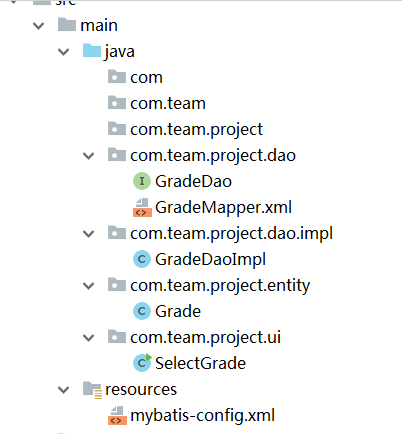 src
main
java
com
com.team
com.team.project
com.team.project.dao
I GradeDao
<> GradeMapper.xml
com.team.project.dao.impl
C GradeDaoImpl
com.team.project.entity
C Grade
com.team.project.ui
C SelectGrade
resources
<> mybatis-config.xml